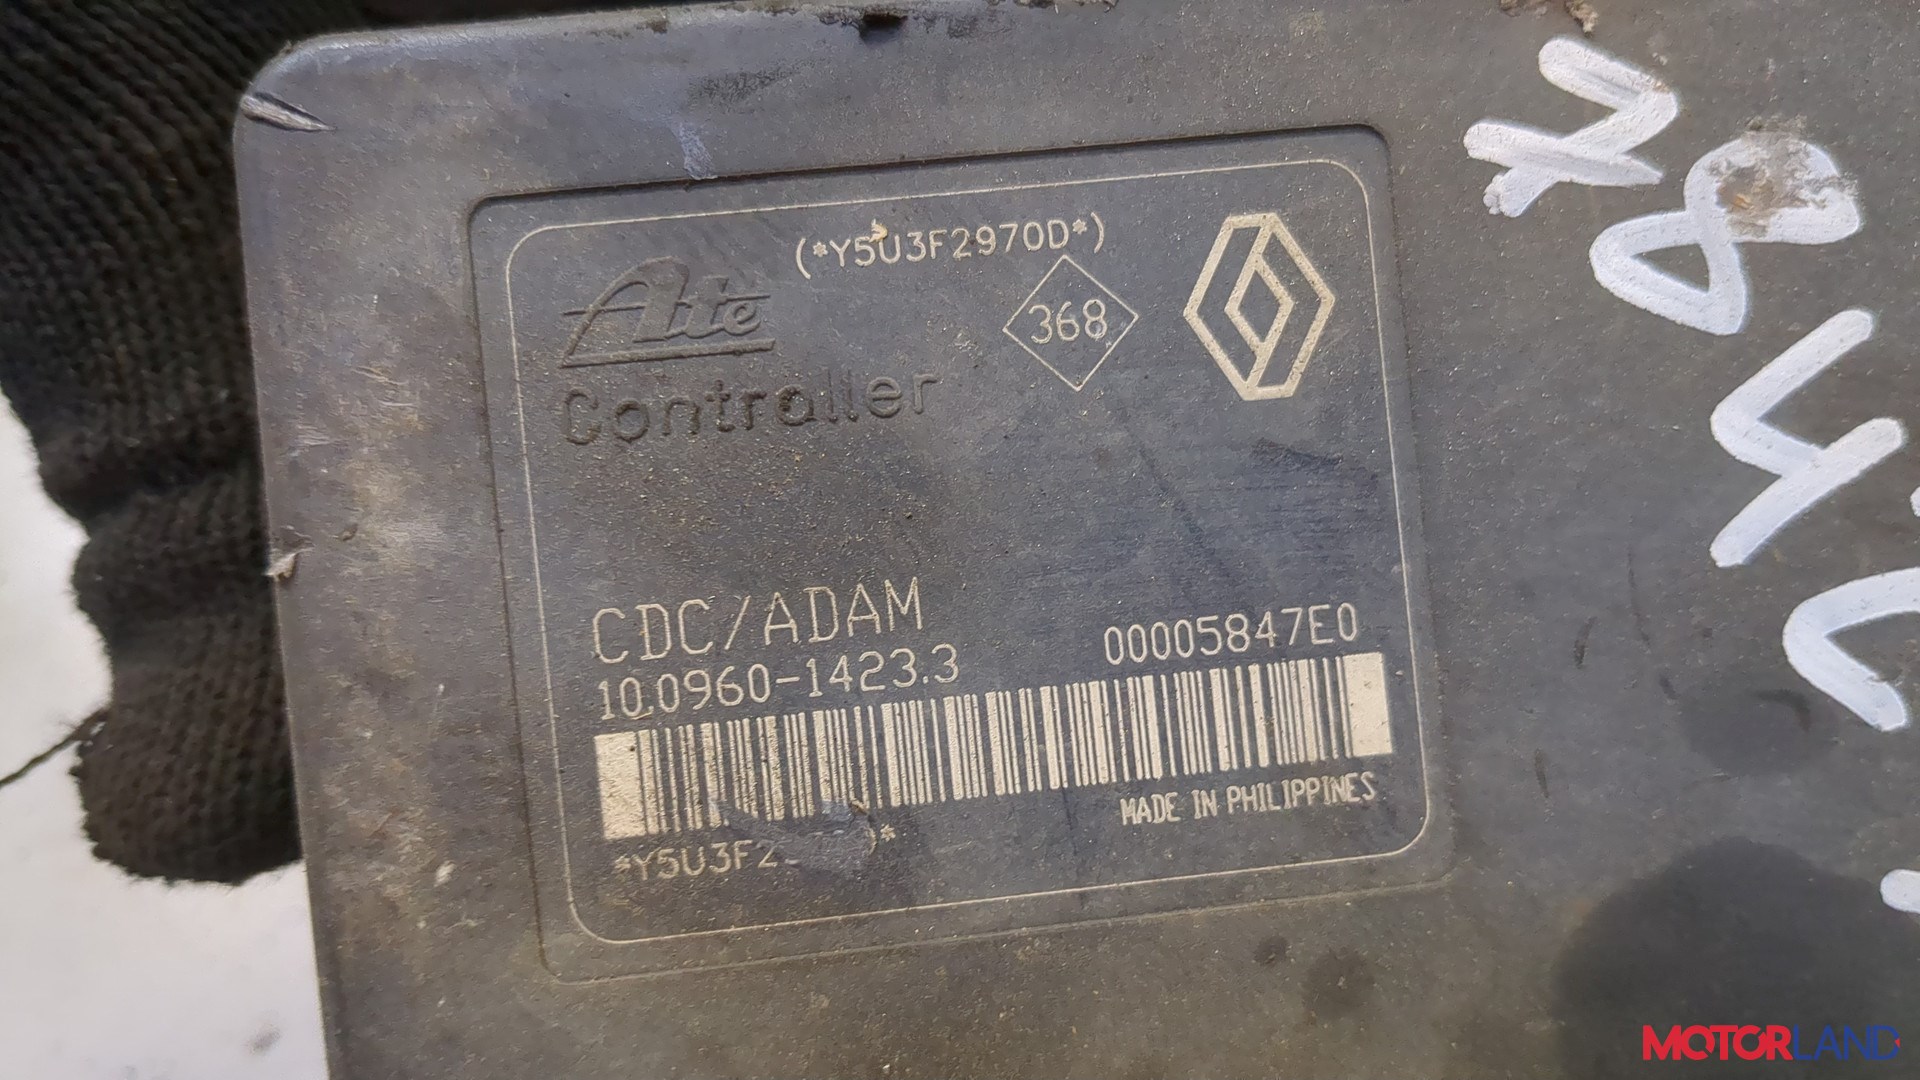 (*Y5U3F2970D*)
Ate
368
Controller
CDC/ADAM
10.0960-1423.3
00005847E0
MADE IN PHILIPPINES
MOTORLAND